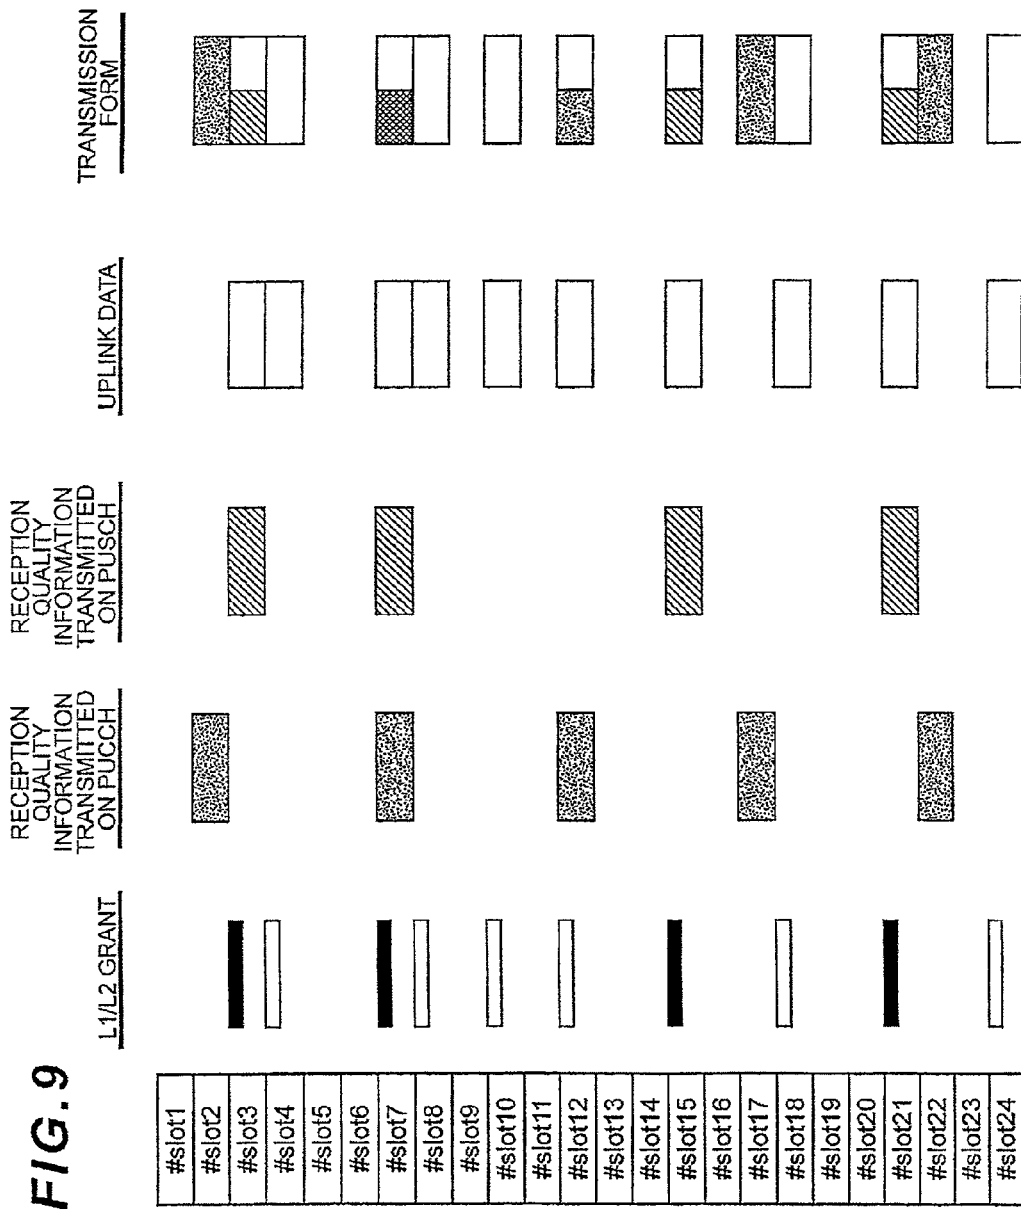 FIG. 9
L1/L2 GRANT
RECEPTION
QUALITY
INFORMATION
TRANSMITTED
ON PUCCH
RECEPTION
QUALITY
INFORMATION
TRANSMITTED
ON PUSCH
UPLINK DATA
TRANSMISSION
FORM
#slot1
#slot2
#slot3
#slot4
#slot5
#slot6
#slot7
#slot8
#slot9
#slot10
#slot11
#slot12
#slot13
#slot14
#slot15
#slot16
#slot17
#slot18
#slot19
#slot20
#slot21
#slot22
#slot23
#slot24